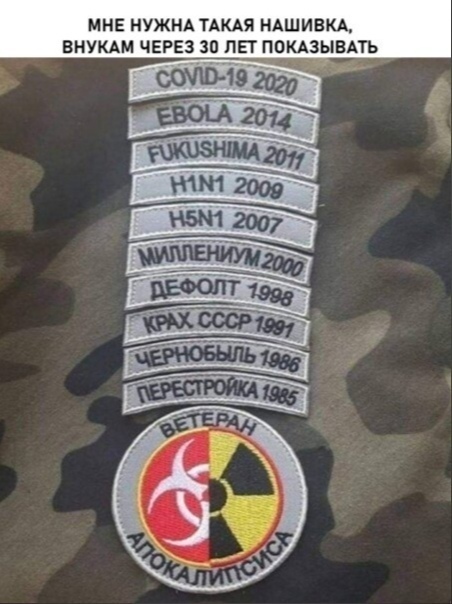 МНЕ НУЖНА ТАКАЯ НАШИВКА,
ВНУКАМ ЧЕРЕЗ 30 ЛЕТ ПОКАЗЫВАТЬ
COVID-19 2020
EBOLA 2014
FUKUSHIMA 2011
H1N1 2009
H5N1 2007
МИЛЛЕНИУМ 2000
ДЕФОЛТ 1998
КРАХ СССР 1991
ЧЕРНОБЫЛЬ 1986
ПЕРЕСТРОЙКА 1985
ВЕТЕРАН
АПОКАЛИПСИСА